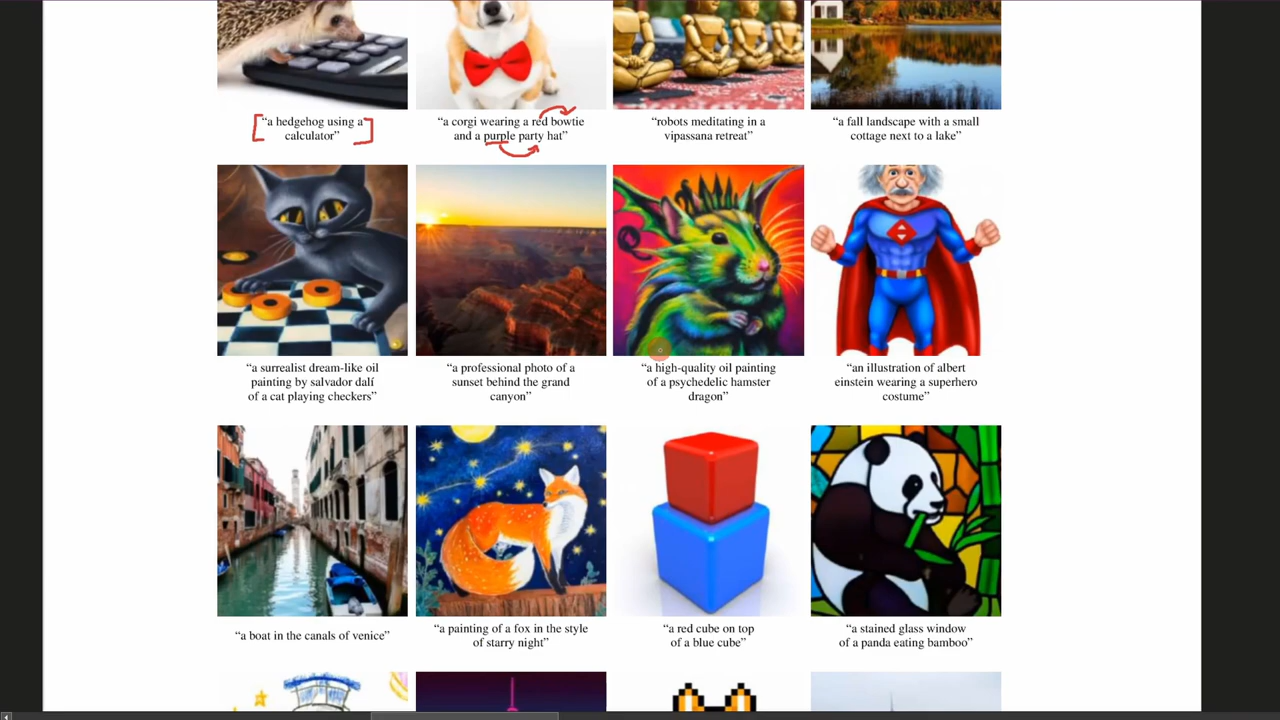 “a hedgehog using a
calculator”
“a corgi wearing a red bowtie
and a purple party hat”
“robots meditating in a
vipassana retreat”
“a fall landscape with a small
cottage next to a lake”
“a surrealist dream-like oil
painting by salvador dalí
of a cat playing checkers”
“a professional photo of a
sunset behind the grand
canyon”
“a high-quality oil painting
of a psychedelic hamster
dragon”
“an illustration of albert
einstein wearing a superhero
costume”
“a boat in the canals of venice”
“a painting of a fox in the style
of starry night”
“a red cube on top
of a blue cube”
“a stained glass window
of a panda eating bamboo”